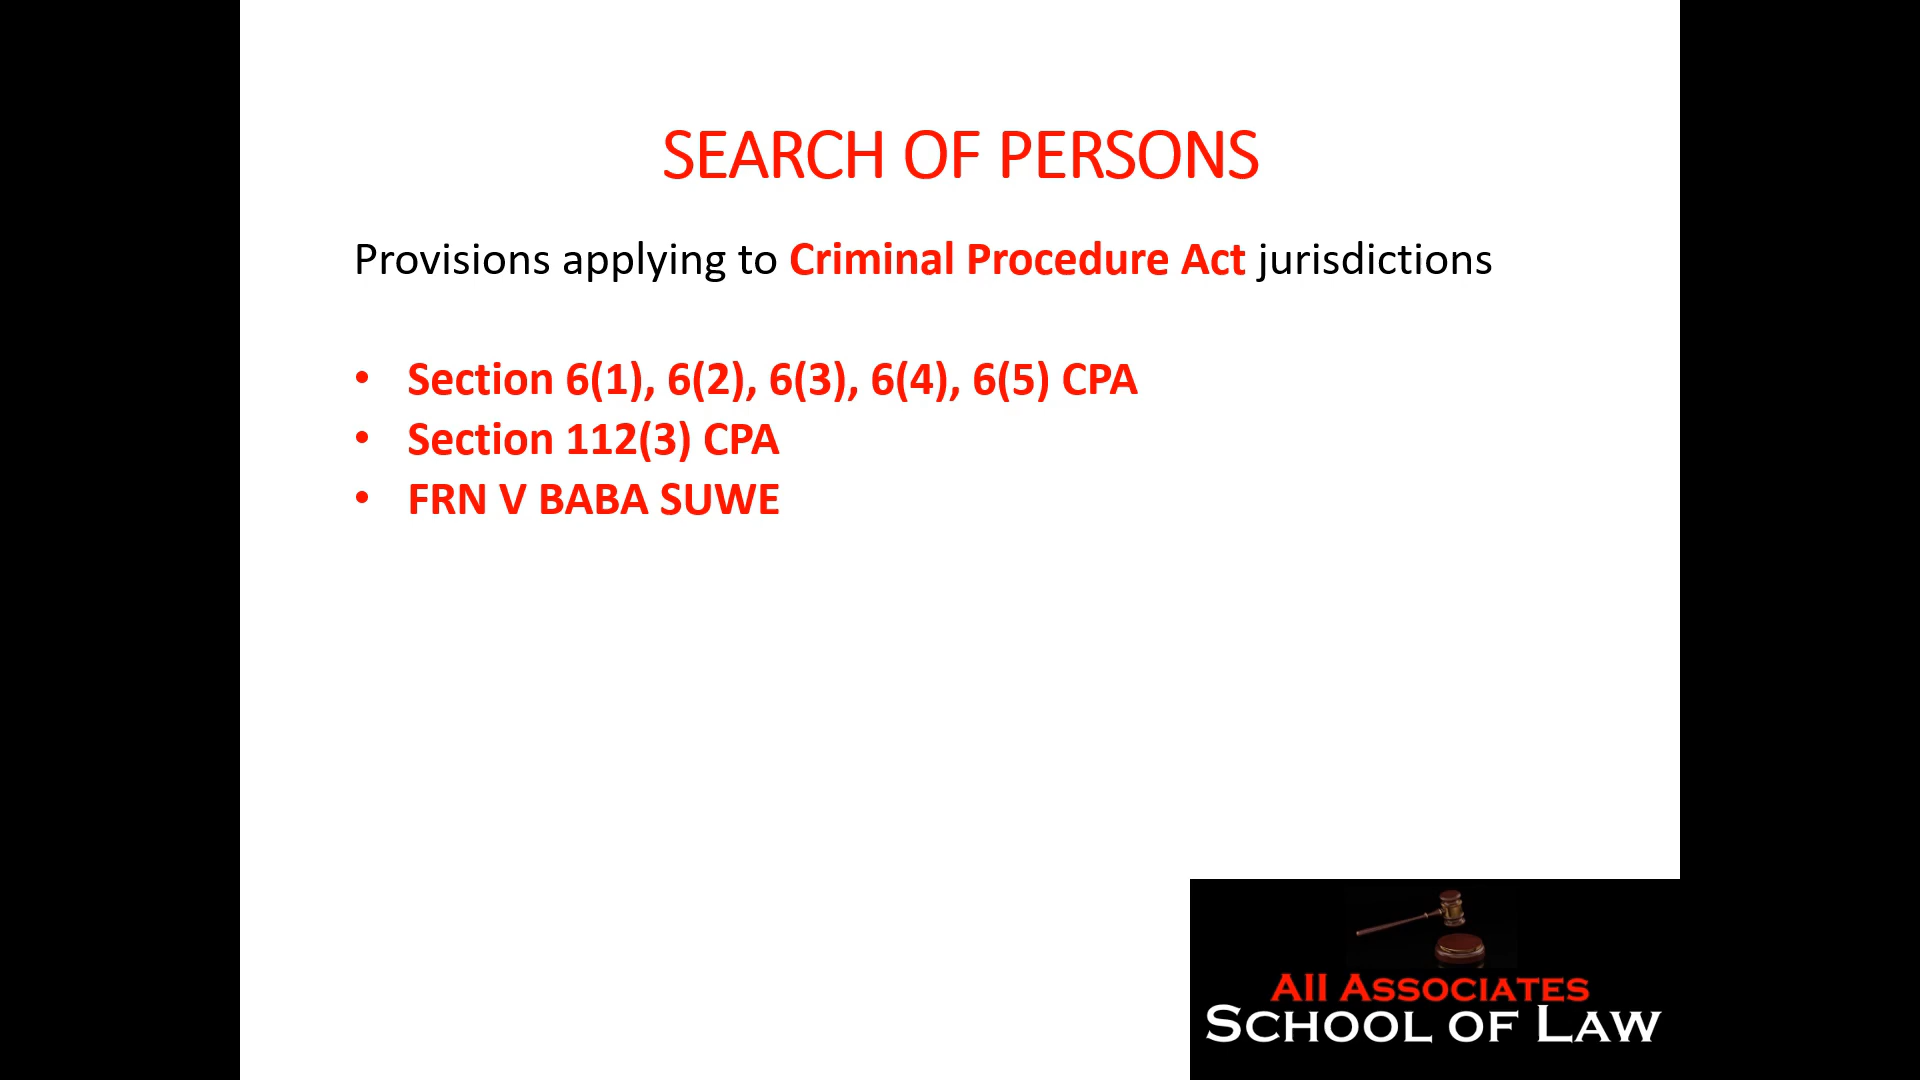 SEARCH OF PERSONS
Provisions applying to Criminal Procedure Act jurisdictions
• Section 6(1), 6(2), 6(3), 6(4), 6(5) CPA
• Section 112(3) CPA
• FRN V BABA SUWE
AII ASSOCIATES
SCHOOL OF LAW